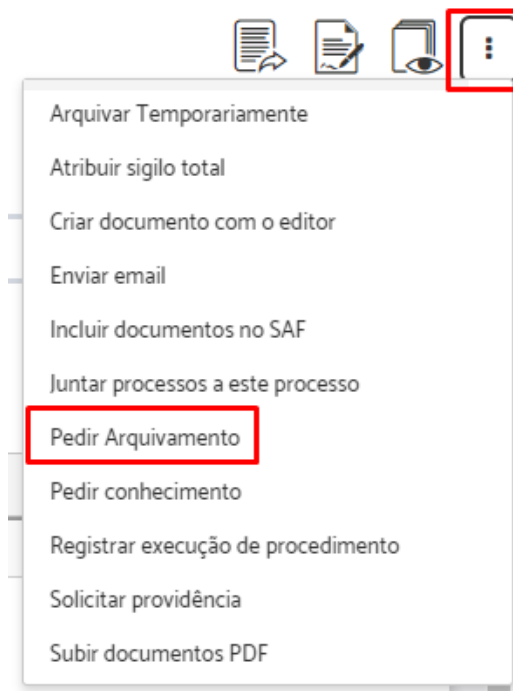 Arquivar Temporariamente
Atribuir sigilo total
Criar documento com o editor
Enviar email
Incluir documentos no SAF
Juntar processos a este processo
Pedir Arquivamento
Pedir conhecimento
Registrar execução de procedimento
Solicitar providência
Subir documentos PDF